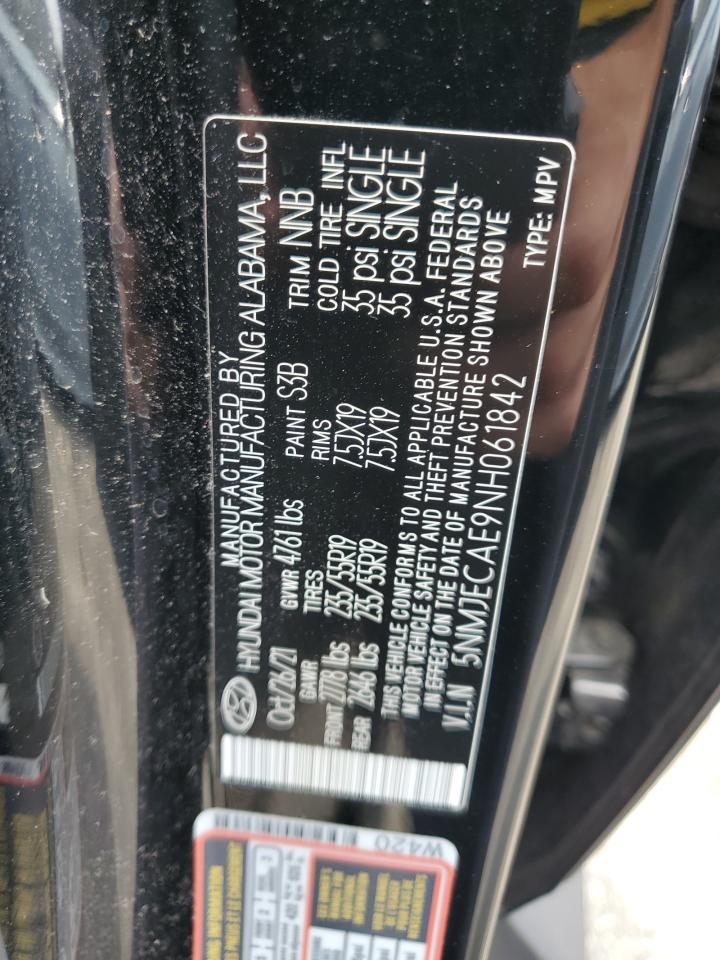 MANUFACTURED BY
HYUNDAI MOTOR MANUFACTURING ALABAMA, LLC
Oct/26/21 GVWR 4761 lbs PAINT S3B TRIM NNB
GAWR TIRES RIMS COLD TIRE INFL
FRONT 2778 lbs 235/55R19 7.5JX19 35 psi SINGLE
REAR 2646 lbs 235/55R19 7.5JX19 35 psi SINGLE
THIS VEHICLE CONFORMS TO ALL APPLICABLE U.S.A. FEDERAL
MOTOR VEHICLE SAFETY AND THEFT PREVENTION STANDARDS
IN EFFECT ON THE DATE OF MANUFACTURE SHOWN ABOVE
V.I.N 5NMJECAE9NH061842 TYPE: MPV
W420